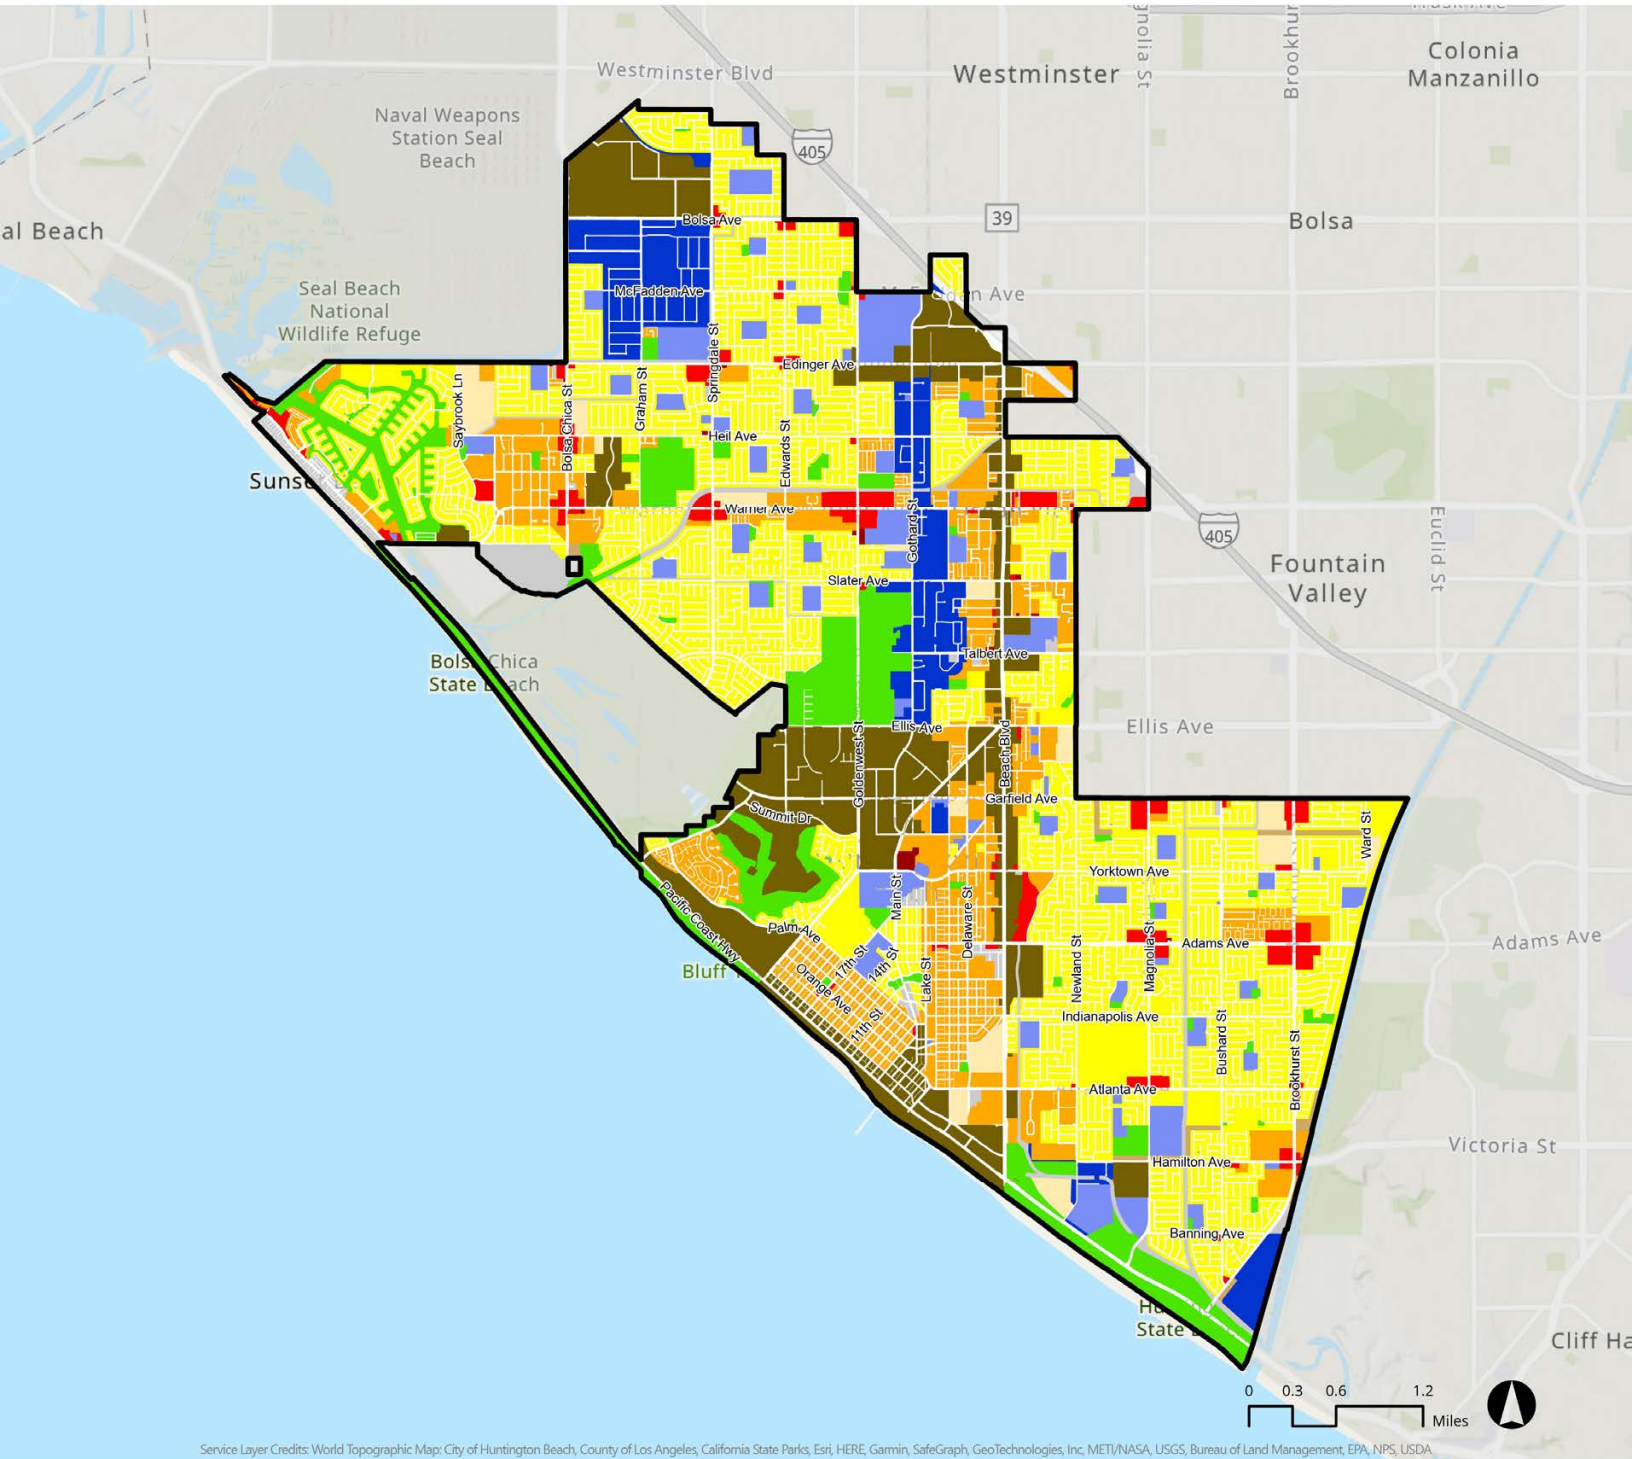 Westminster Blvd
Westminster
Colonia
Manzanillo
Naval Weapons
Station Seal
Beach
405
39
Bolsa
Bolsa Ave
al Beach
Seal Beach
National
Wildlife Refuge
McFadden Ave
Ave
Springdale St
Edinger Ave
Saybrook Ln
Bolsa Chica St
Graham St
Heil Ave
Edwards St
Warner Ave
Gothard St
405
Euclid St
Fountain
Valley
Slater Ave
Talbert Ave
Chica
State
Ellis Ave
Ellis Ave
Goldenwest St
Beach Blvd
Garfield Ave
Summit Dr
Ward St
Yorktown Ave
Main St
Delaware St
Pacific Coast Hwy
Palm Ave
17th St
14th St
Orange Ave
11th St
Lake St
Newland St
Magnolia St
Adams Ave
Adams Ave
Bluff
Indianapolis Ave
Bushard St
Brookhurst St
Atlanta Ave
Victoria St
Hamilton Ave
Banning Ave
State
Cliff Ha
0 0.3 0.6 1.2
Miles
Service Layer Credits: World Topographic Map: City of Huntington Beach, County of Los Angeles, California State Parks, Esri, HERE, Garmin, SafeGraph, GeoTechnologies, Inc, METI/NASA, USGS, Bureau of Land Management, EPA, NPS, USDA